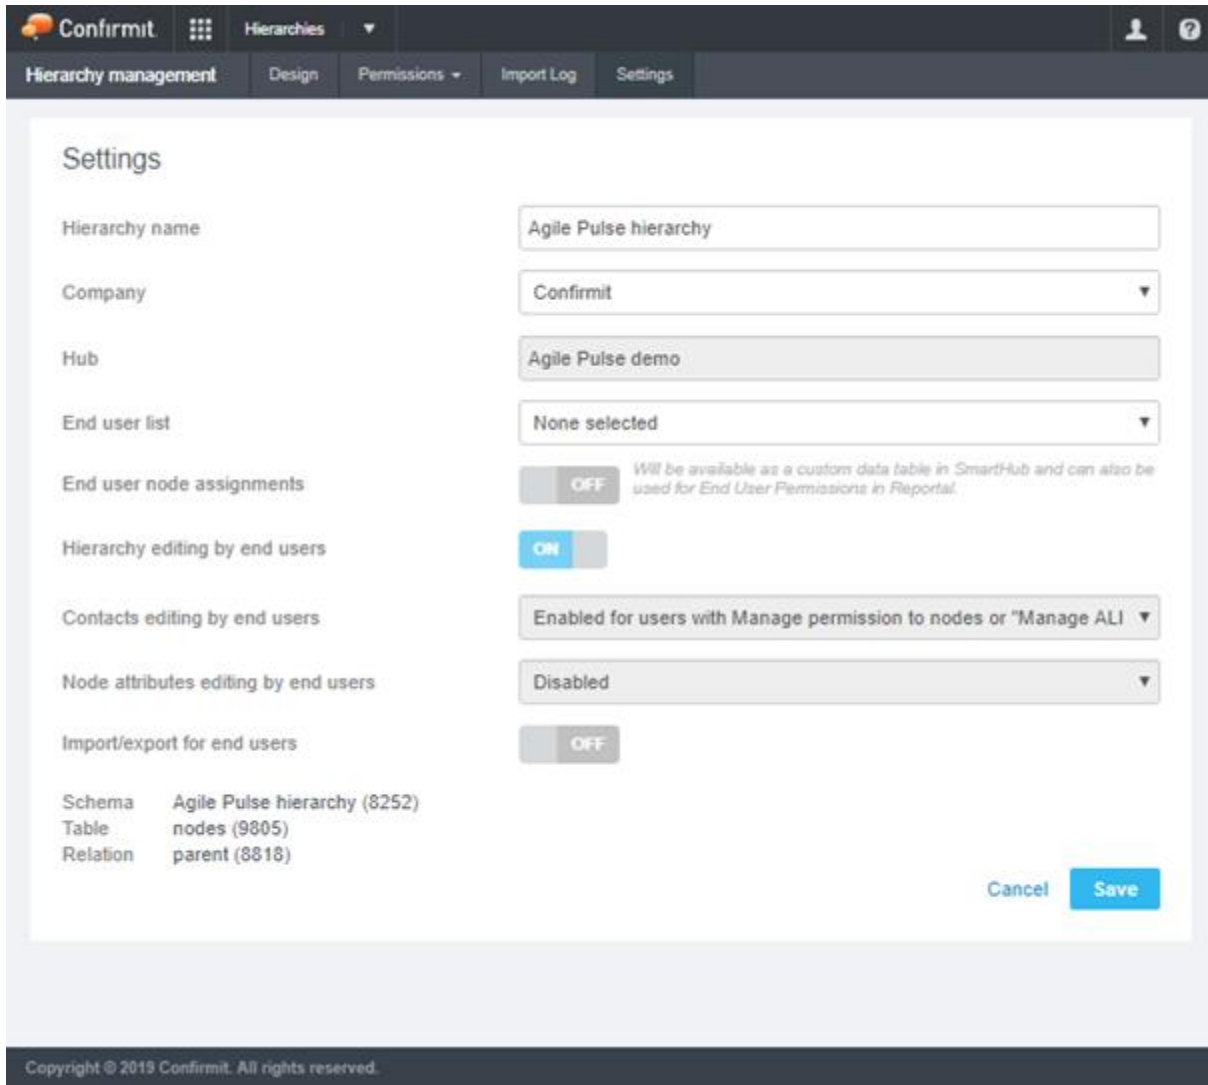 Confirmit Hierarchies ▼
Hierarchy management Design Permissions Import Log Settings
Settings
Hierarchy name Agile Pulse hierarchy
Company Confirmit
Hub Agile Pulse demo
End user list None selected
End user node assignments OFF Will be available as a custom data table in SmartHub and can also be
used for End User Permissions in Reportal.
Hierarchy editing by end users ON
Contacts editing by end users Enabled for users with Manage permission to nodes or "Manage ALI
Node attributes editing by end users Disabled
Import/export for end users OFF
Schema Agile Pulse hierarchy (8252)
Table nodes (9805)
Relation parent (8818)
Cancel Save
Copyright © 2019 Confirmit. All rights reserved.